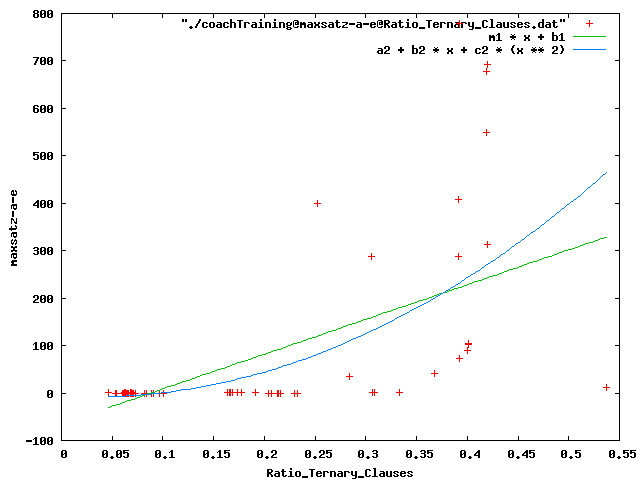 "./coachTraining@maxsatz-a-e@Ratio_Ternary_Clauses.dat"
m1 * x + b1
a2 + b2 * x + c2 * (x ** 2)
800
700
600
500
400
300
200
100
0
-100
maxsatz-a-e
0 0.05 0.1 0.15 0.2 0.25 0.3 0.35 0.4 0.45 0.5 0.55
Ratio_Ternary_Clauses